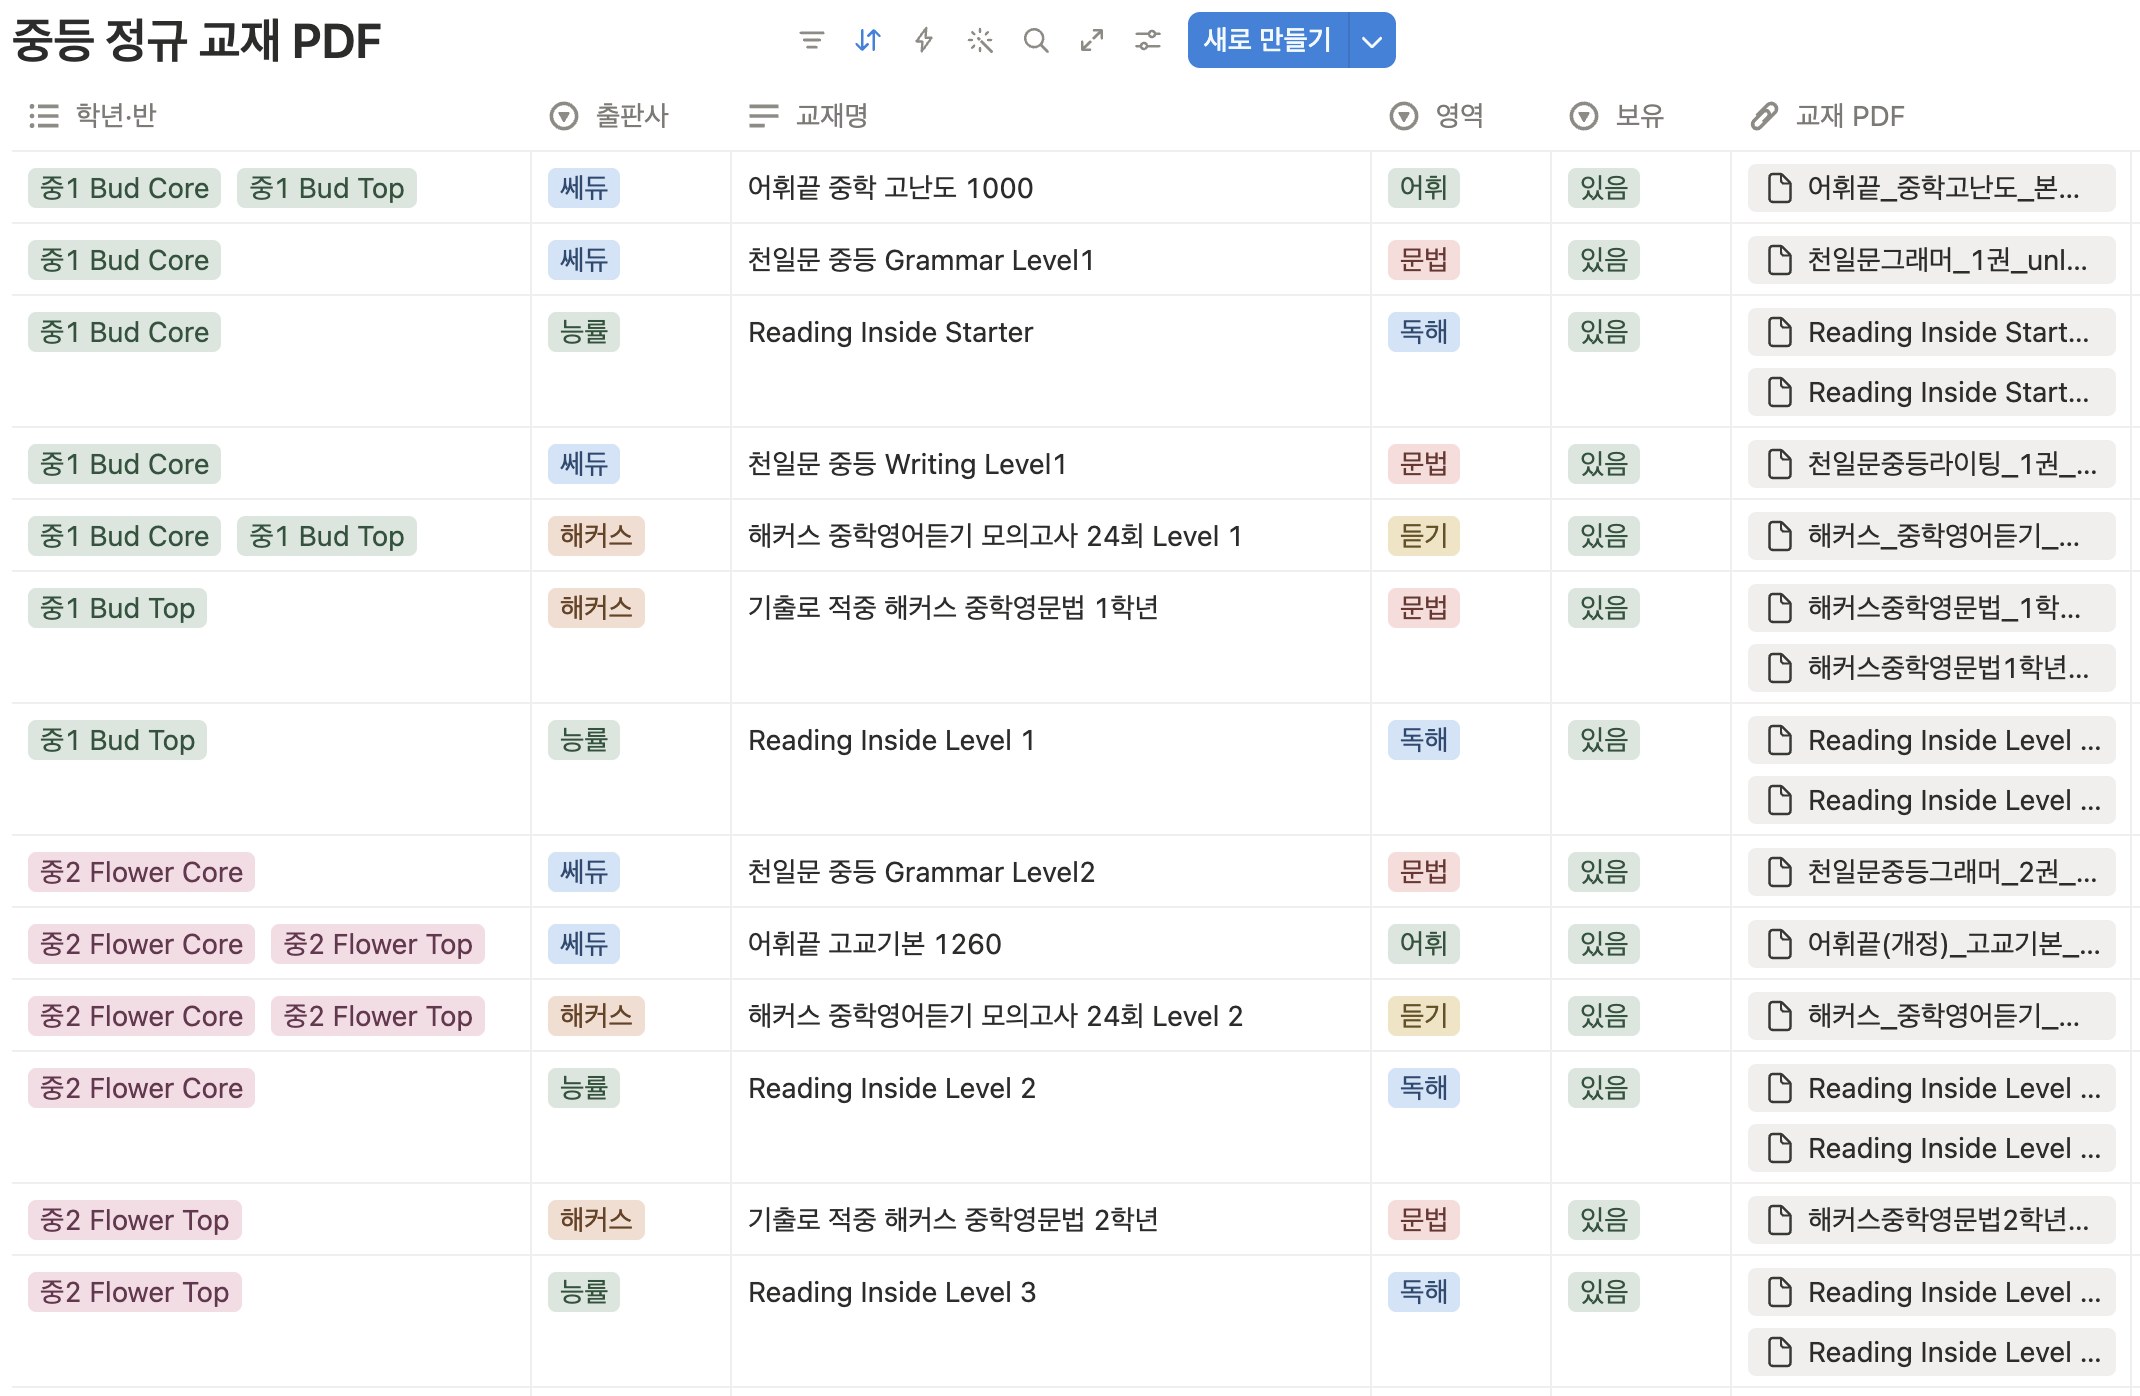 중등 정규 교재 PDF
새로 만들기
학년·반 출판사 교재명 영역 보유 교재 PDF
중1 Bud Core 중1 Bud Top 쎄듀 어휘끝 중학 고난도 1000 어휘 있음 어휘끝_중학고난도_본...
중1 Bud Core 쎄듀 천일문 중등 Grammar Level1 문법 있음 천일문그래머_1권_unl...
중1 Bud Core 능률 Reading Inside Starter 독해 있음 Reading Inside Start...
Reading Inside Start...
중1 Bud Core 쎄듀 천일문 중등 Writing Level1 문법 있음 천일문중등라이팅_1권_...
중1 Bud Core 중1 Bud Top 해커스 해커스 중학영어듣기 모의고사 24회 Level 1 듣기 있음 해커스_중학영어듣기_...
중1 Bud Top 해커스 기출로 적중 해커스 중학영문법 1학년 문법 있음 해커스중학영문법_1학...
해커스중학영문법1학년...
중1 Bud Top 능률 Reading Inside Level 1 독해 있음 Reading Inside Level ...
Reading Inside Level ...
중2 Flower Core 쎄듀 천일문 중등 Grammar Level2 문법 있음 천일문중등그래머_2권_...
중2 Flower Core 중2 Flower Top 쎄듀 어휘끝 고교기본 1260 어휘 있음 어휘끝(개정)_고교기본_...
중2 Flower Core 중2 Flower Top 해커스 해커스 중학영어듣기 모의고사 24회 Level 2 듣기 있음 해커스_중학영어듣기_...
중2 Flower Core 능률 Reading Inside Level 2 독해 있음 Reading Inside Level ...
Reading Inside Level ...
중2 Flower Top 해커스 기출로 적중 해커스 중학영문법 2학년 문법 있음 해커스중학영문법2학년...
중2 Flower Top 능률 Reading Inside Level 3 독해 있음 Reading Inside Level ...
Reading Inside Level ...